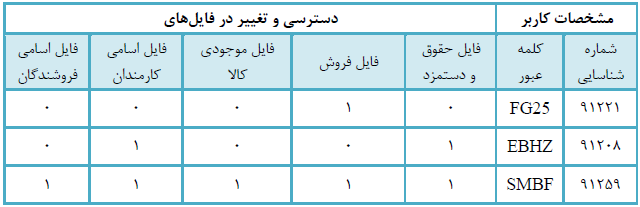 مشخصات کاربر دسترسی و تغییر در فایل‌های
شماره شناسایی کلمه عبور فایل حقوق و دستمزد فایل فروش فایل موجودی کالا فایل اسامی کارمندان فایل اسامی فروشندگان
۹۱۲۲۱ FG25 ۰ ۱ ۰ ۰ ۰
۹۱۲۰۸ EBHZ ۱ ۰ ۰ ۱ ۰
۹۱۲۵۹ SMBF ۱ ۱ ۱ ۱ ۱